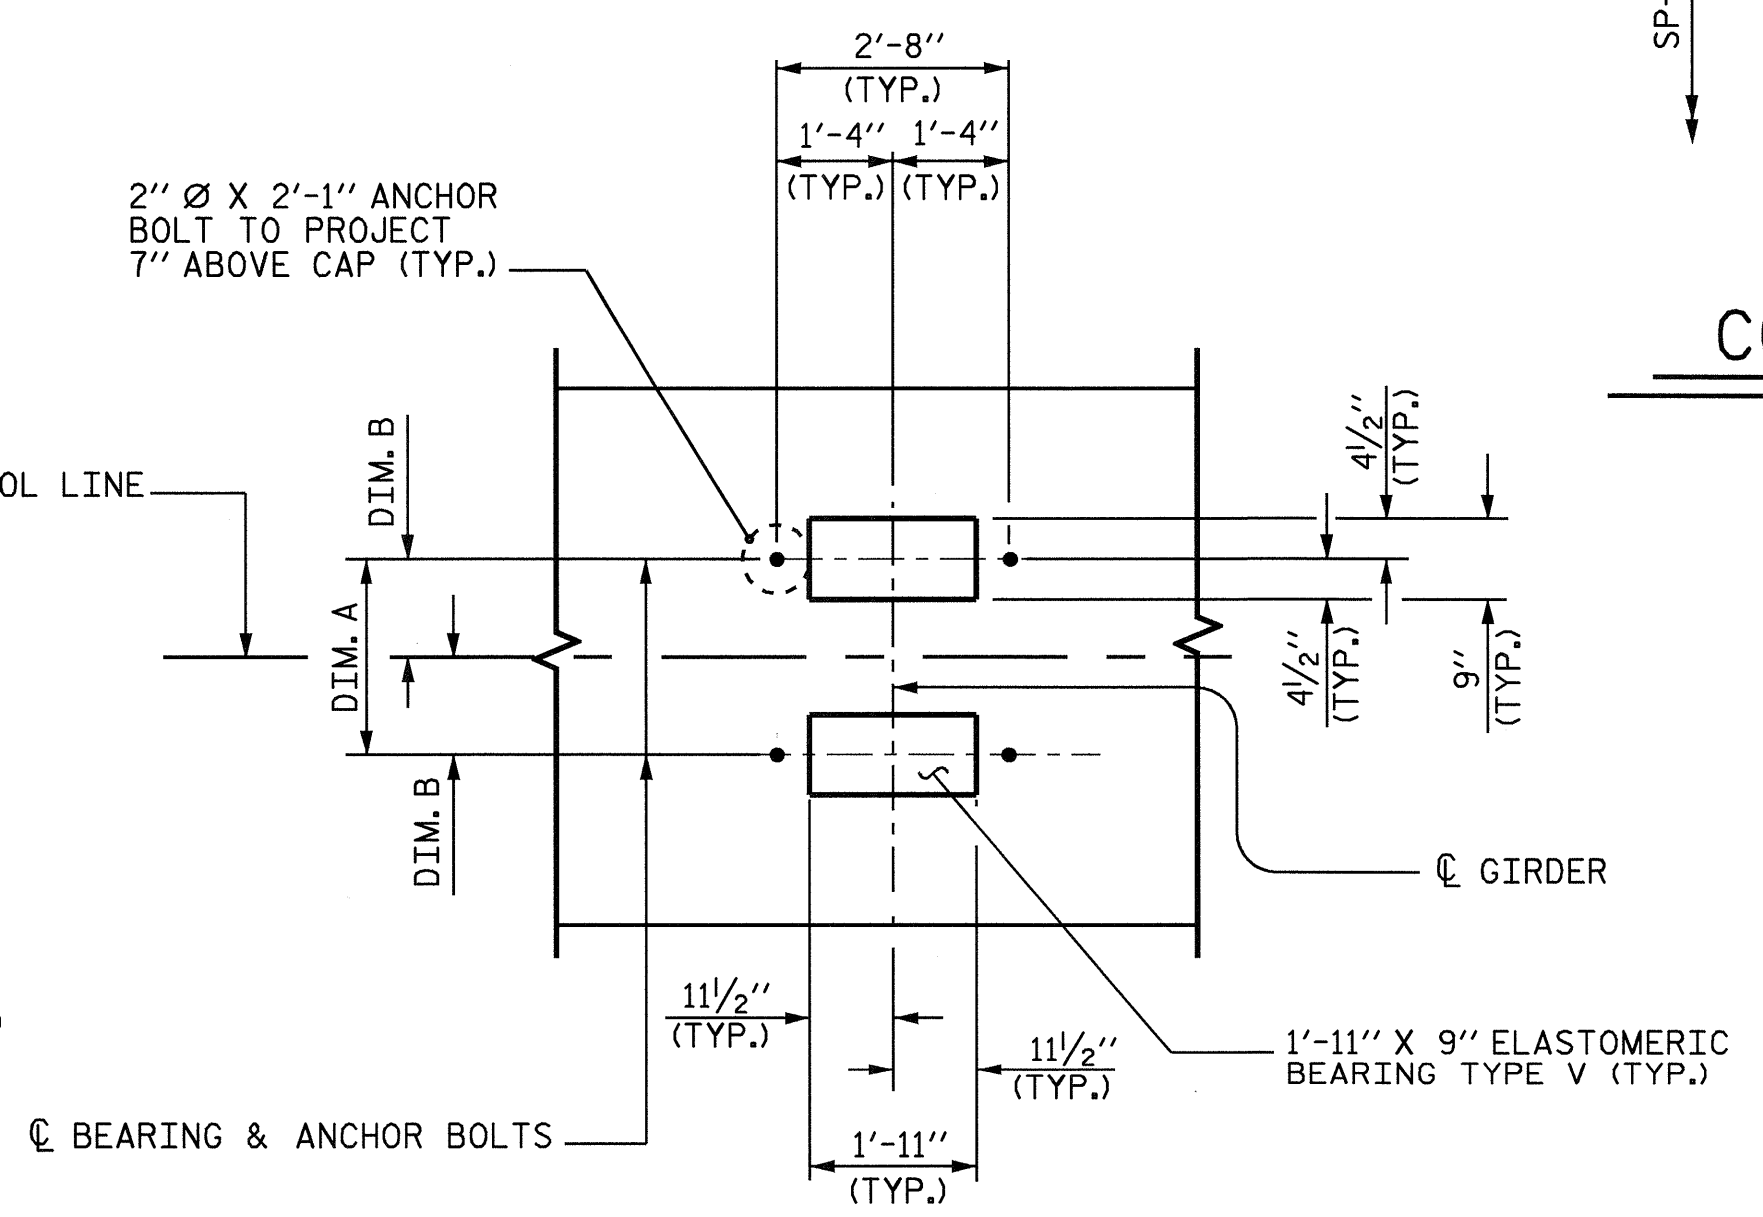 SP-
2'-8"
(TYP.)
1'-4" 1'-4"
(TYP.) (TYP.)
2" Ø X 2'-1" ANCHOR
BOLT TO PROJECT
7" ABOVE CAP (TYP.)
4½"
(TYP.)
DIM. B
OL LINE
DIM. A
4½"
(TYP.)
9"
(TYP.)
DIM. B
℄ GIRDER
11½"
(TYP.)
11½"
(TYP.)
1'-11" X 9" ELASTOMERIC
BEARING TYPE V (TYP.)
℄ BEARING & ANCHOR BOLTS
1'-11"
(TYP.)